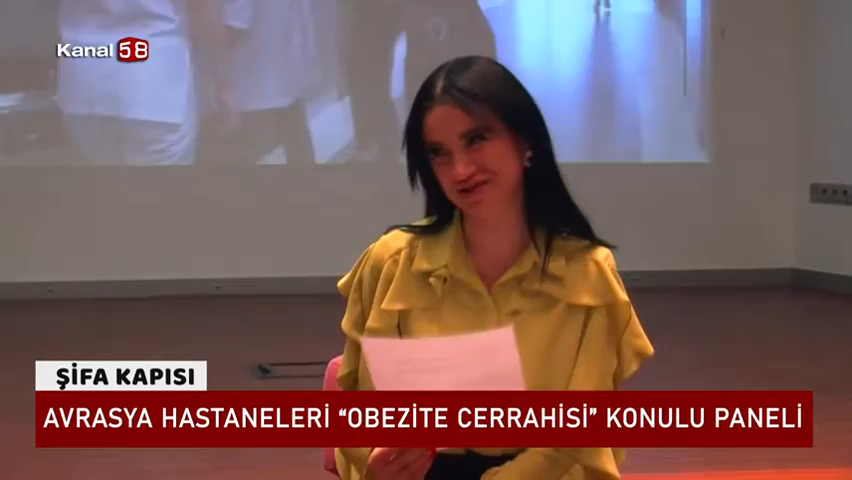 Kanal 58
ŞİFA KAPISI
AVRASYA HASTANELERİ “OBEZİTE CERRAHİSİ” KONULU PANELİ